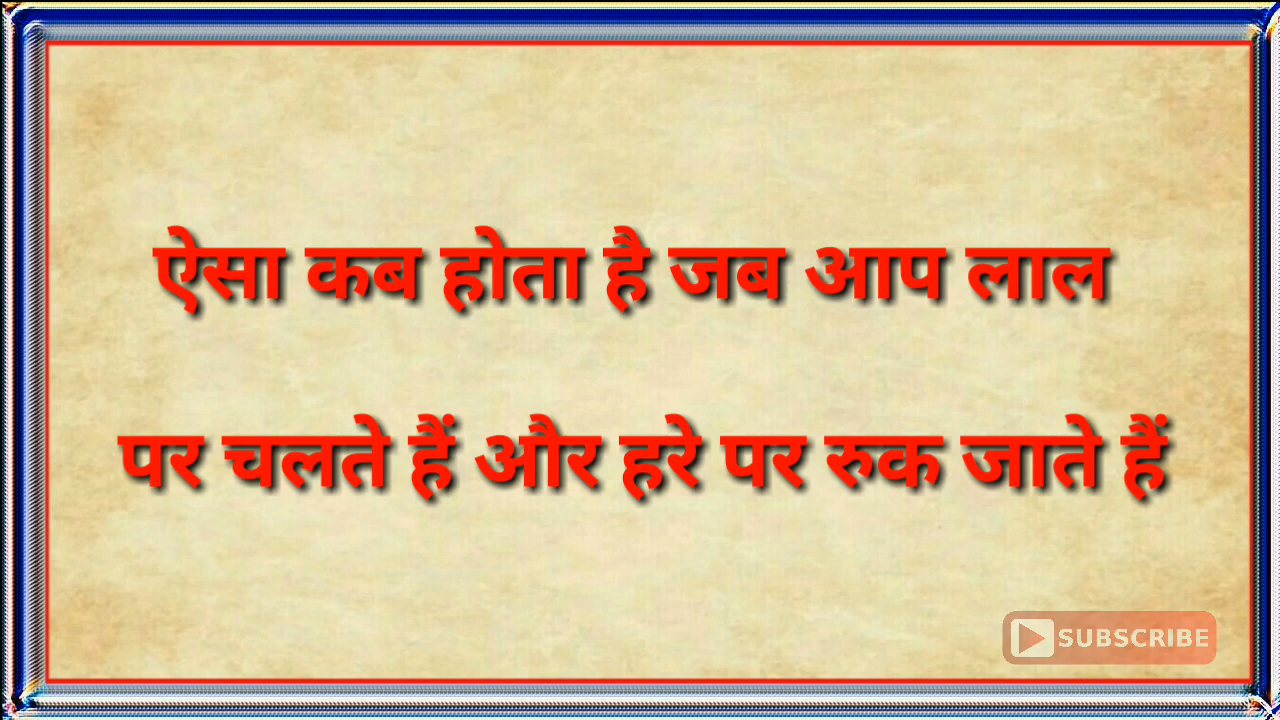 ऐसा कब होता है जब आप लाल
पर चलते हैं और हरे पर रुक जाते हैं
SUBSCRIBE